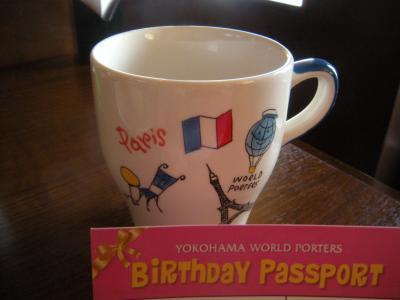 Paris
WORLD
PORTERS
YOKOHAMA WORLD PORTERS
BIRTHDAY PASSPORT